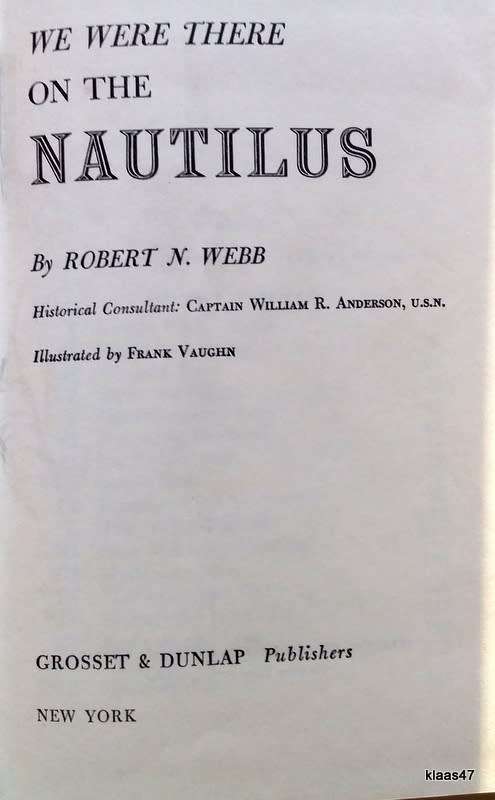 WE WERE THERE
ON THE
NAUTILUS
By ROBERT N. WEBB
Historical Consultant: CAPTAIN WILLIAM R. ANDERSON, U.S.N.
Illustrated by FRANK VAUGHN
GROSSET & DUNLAP Publishers
NEW YORK
klaas47